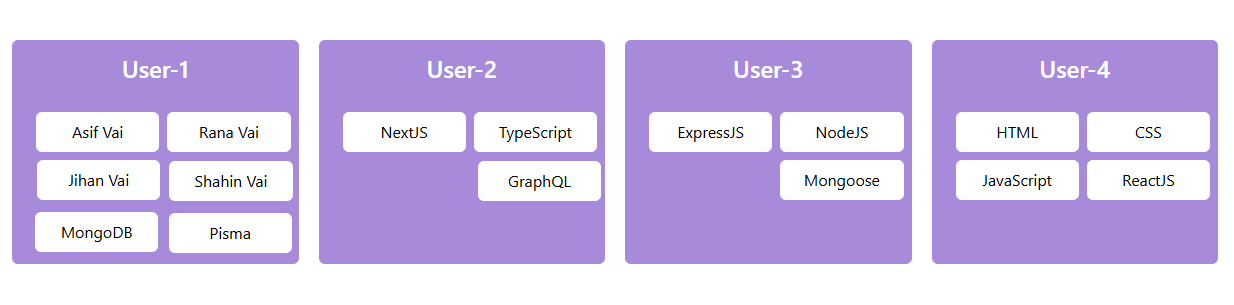 User-1
Asif Vai
Rana Vai
Jihan Vai
Shahin Vai
MongoDB
Pisma
User-2
NextJS
TypeScript
GraphQL
User-3
ExpressJS
NodeJS
Mongoose
User-4
HTML
CSS
JavaScript
ReactJS